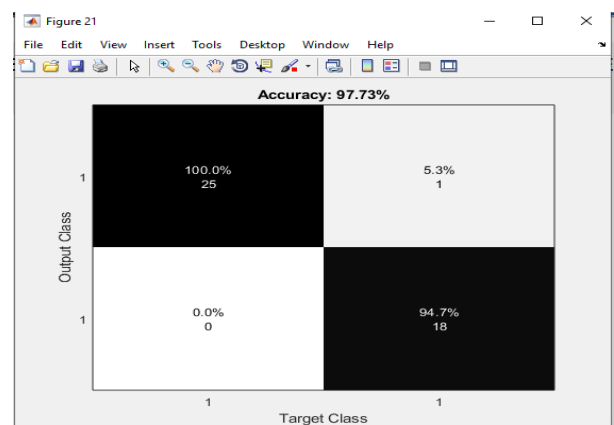 Figure 21
File Edit View Insert Tools Desktop Window Help
Accuracy: 97.73%
1
100.0%
25
5.3%
1
Output Class
1
0.0%
0
94.7%
18
1 1
Target Class